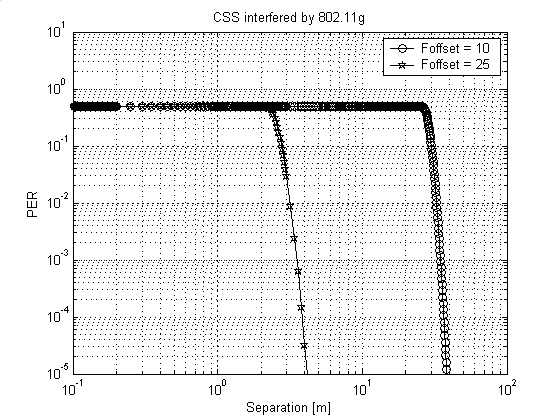 CSS interfered by 802.11g
Foffset = 10
Foffset = 25
PER
10^1
10^0
10^-1
10^-2
10^-3
10^-4
10^-5
10^-1
10^0
10^1
10^2
Separation [m]